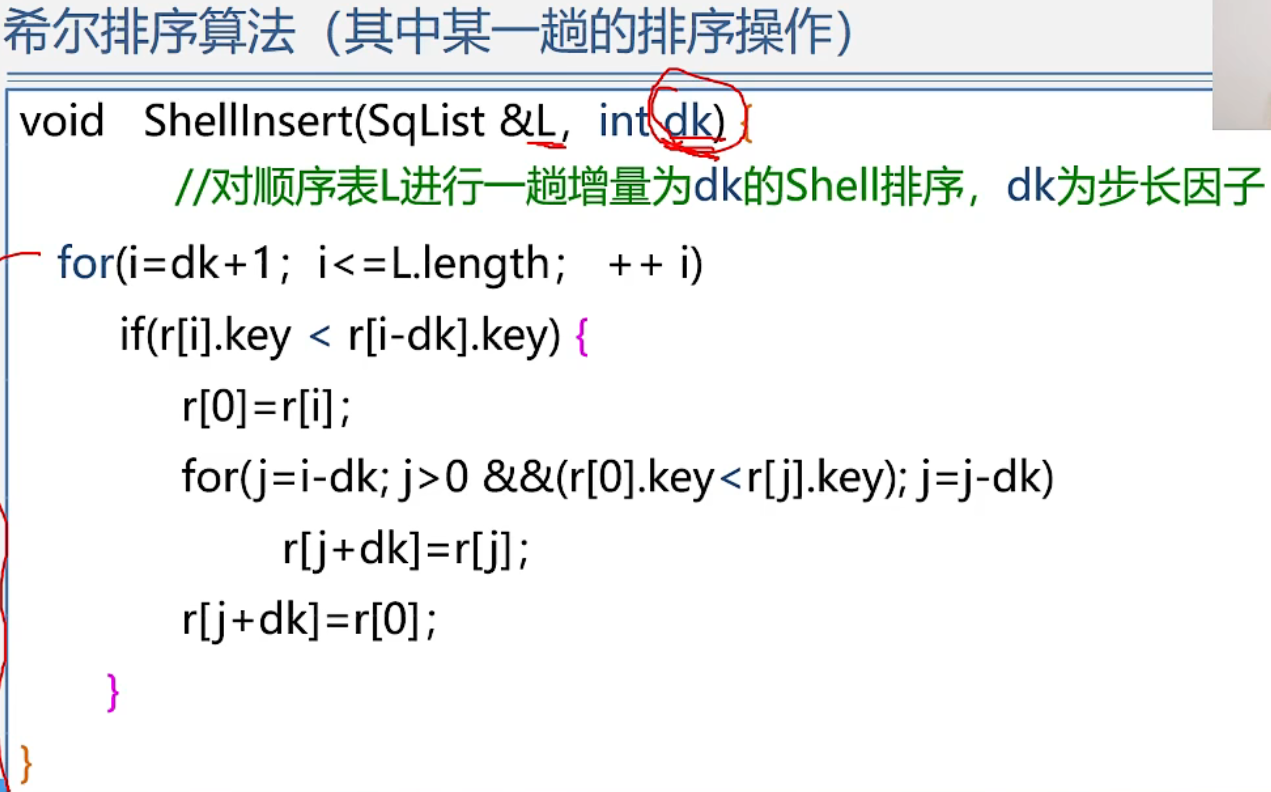 希尔排序算法（其中某一趟的排序操作）
void ShellInsert(SqList &L, int dk) {
//对顺序表L进行一趟增量为dk的Shell排序，dk为步长因子
for(i=dk+1; i<=L.length; ++ i)
if(r[i].key < r[i-dk].key) {
r[0]=r[i];
for(j=i-dk; j>0 &&(r[0].key<r[j].key); j=j-dk)
r[j+dk]=r[j];
r[j+dk]=r[0];
}
}